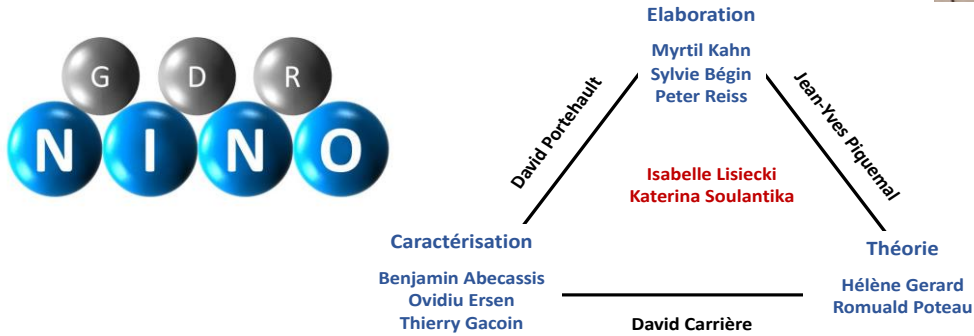 G D R
NINO
Elaboration
Myrtil Kahn
Sylvie Bégin
Peter Reiss
David Portehault
Jean-Yves Piquemal
Isabelle Lisiecki
Katerina Soulantika
Caractérisation
Benjamin Abecassis
Ovidiu Ersen
Thierry Gacoin
Théorie
Hélène Gerard
Romuald Poteau
David Carrière